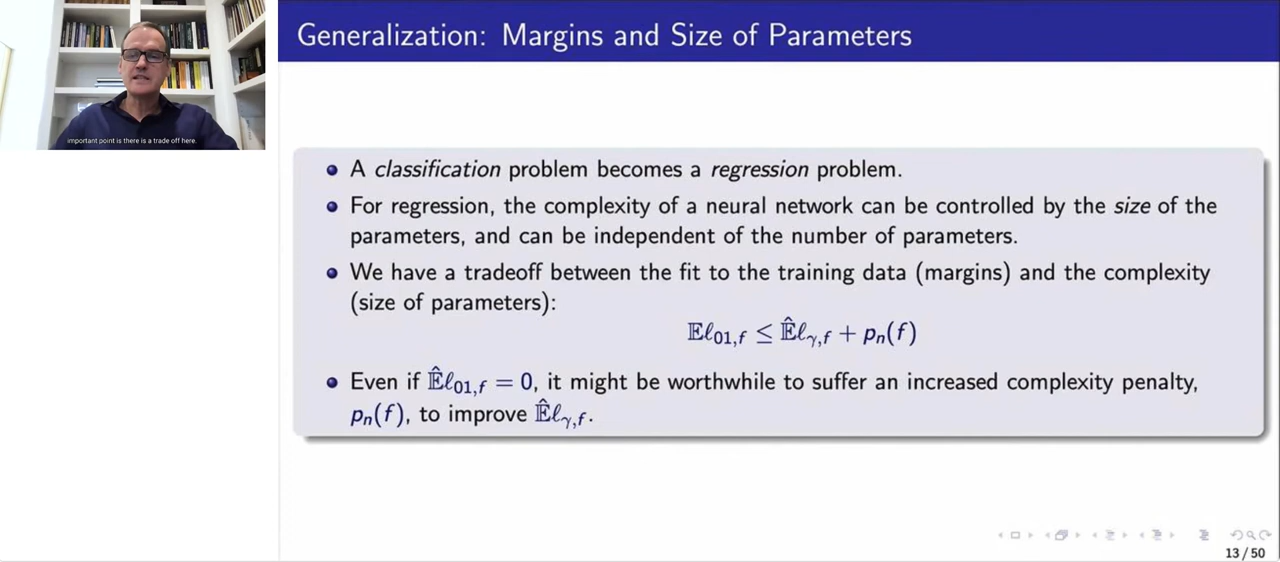 important point is there is a trade off here.
Generalization: Margins and Size of Parameters
A classification problem becomes a regression problem.
For regression, the complexity of a neural network can be controlled by the size of the
parameters, and can be independent of the number of parameters.
We have a tradeoff between the fit to the training data (margins) and the complexity
(size of parameters):
𝔼ℓ₀₁,f ≤ 𝔼̂ℓγ,f + pₙ(f)
Even if 𝔼̂ℓ₀₁,f = 0, it might be worthwhile to suffer an increased complexity penalty,
pₙ(f), to improve 𝔼̂ℓγ,f.
13 / 50